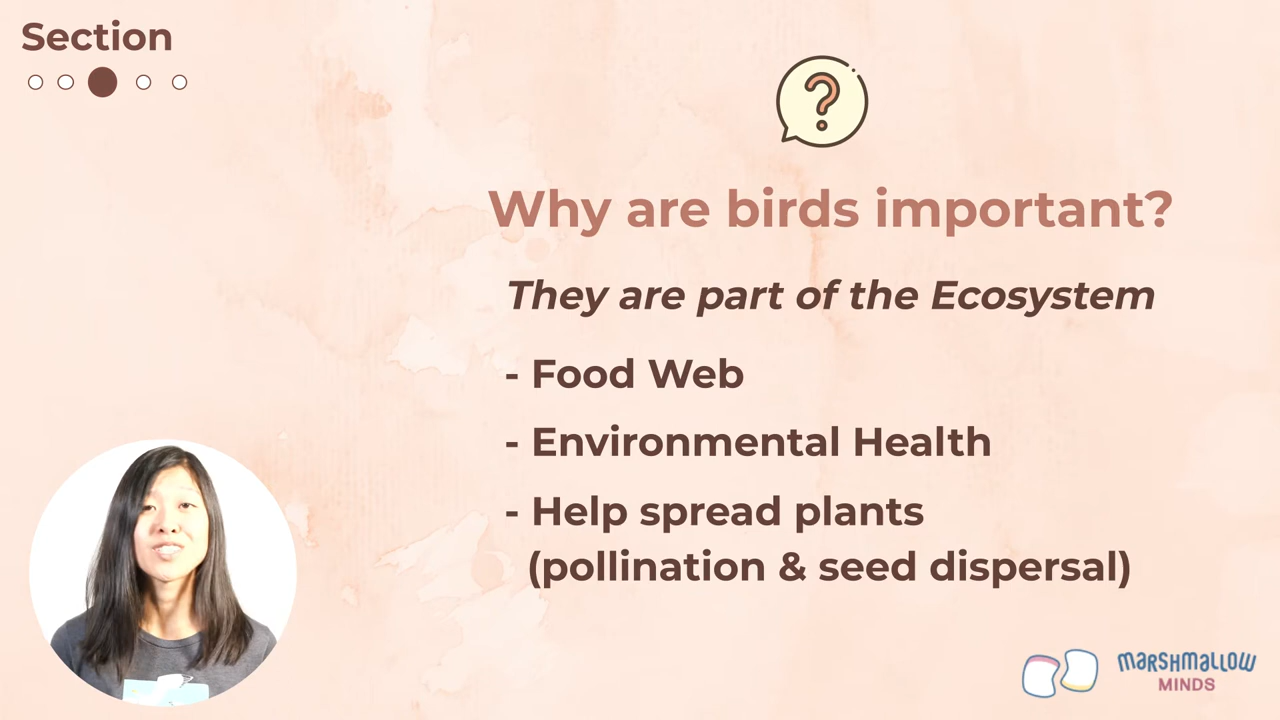 Section
?
Why are birds important?
They are part of the Ecosystem
- Food Web
- Environmental Health
- Help spread plants
(pollination & seed dispersal)
MARSHMALLOW
MINDS